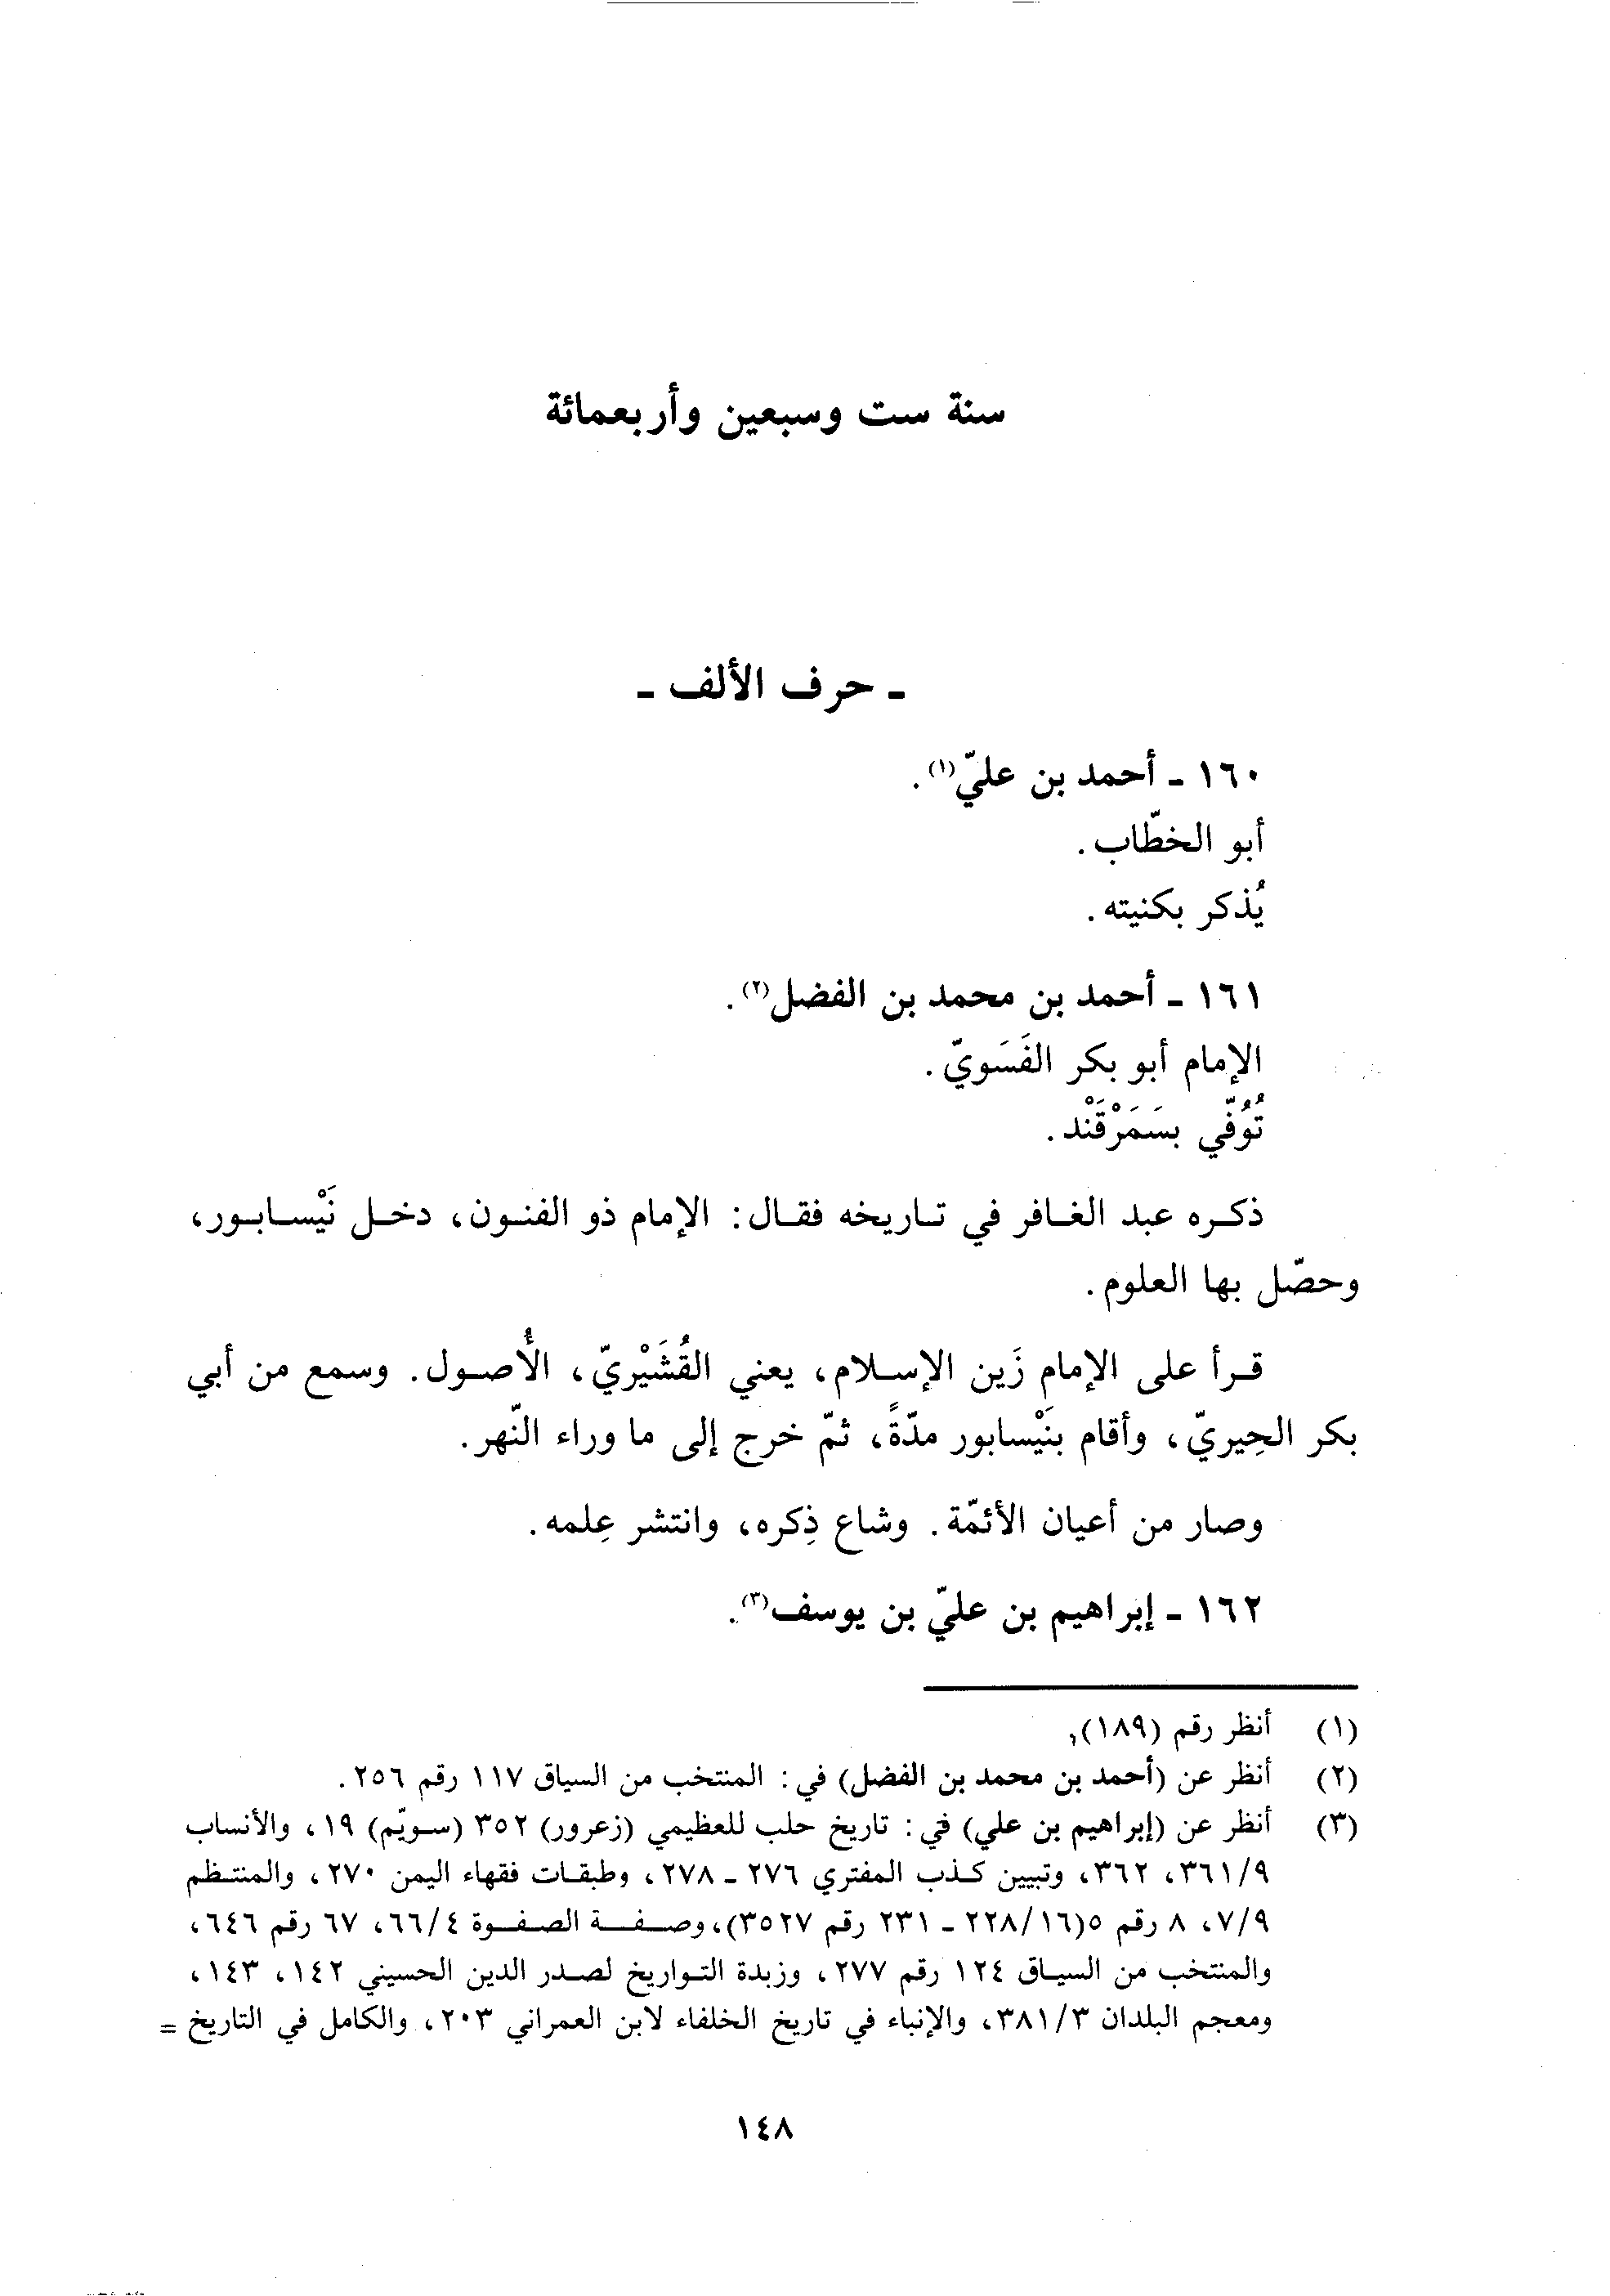 سنة ست وسبعين وأربعمائة
ـ حرف الألف ـ
١٦٠ ـ أحمد بن عليّ(١).
أبو الخطّاب.
يُذكر بكنيته.
١٦١ ـ أحمد بن محمد بن الفضل(٢).
الإمام أبو بكر الفَسَويّ.
تُوُفّي بسَمَرْقَنْد.
ذكره عبد الغافر في تاريخه فقال: الإمام ذو الفنون، دخل نَيْسابور،
وحصّل بها العلوم.
قرأ على الإمام زَين الإسلام، يعني القُشَيْريّ، الأُصول. وسمع من أبي
بكر الحِيريّ، وأقام بنَيْسابور مدّةً، ثمّ خرج إلى ما وراء النّهر.
وصار من أعيان الأئمّة. وشاع ذِكره، وانتشر عِلمه.
١٦٢ ـ إبراهيم بن عليّ بن يوسف(٣).
(١) أنظر رقم (١٨٩),
(٢) أنظر عن (أحمد بن محمد بن الفضل) في: المنتخب من السياق ١١٧ رقم ٢٥٦.
(٣) أنظر عن (إبراهيم بن علي) في: تاريخ حلب للعظيمي (زعرور) ٣٥٢ (سويّم) ١٩، والأنساب
٣٦١/٩، ٣٦٢، وتبيين كذب المفتري ٢٧٦ ـ ٢٧٨، وطبقات فقهاء اليمن ٢٧٠، والمنتظم
٧/٩، ٨ رقم ٥(٢٢٨/١٦ ـ ٢٣١ رقم ٣٥٢٧)، وصفة الصفوة ٦٦/٤، ٦٧ رقم ٦٤٦،
والمنتخب من السياق ١٢٤ رقم ٢٧٧، وزبدة التواريخ لصدر الدين الحسيني ١٤٢، ١٤٣،
ومعجم البلدان ٣٨١/٣، والإنباء في تاريخ الخلفاء لابن العمراني ٢٠٣، والكامل في التاريخ =
١٤٨